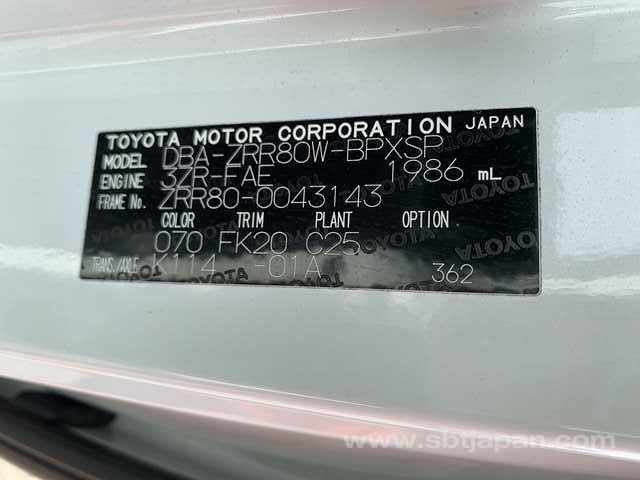 TOYOTA MOTOR CORPORATION JAPAN
MODEL DBA-ZRR80W-BPXSP
ENGINE 3ZR-FAE 1986 mL
FRAME No. ZRR80-0043143
COLOR TRIM PLANT OPTION
070 FK20 C25
TRANS./AXLE K114 -01A 362
www.sbtjapan.com